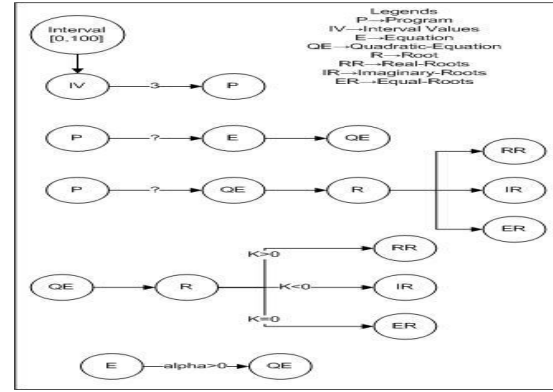 Legends
P→Program
IV→Interval Values
E→Equation
QE→Quadratic-Equation
R→Root
RR→Real-Roots
IR→Imaginary-Roots
ER→Equal-Roots
Interval
[0,100]
IV 3 P
P ? E QE
P ? QE R
RR
IR
ER
QE R
K>0 RR
K<0 IR
K=0 ER
E alpha>0 QE